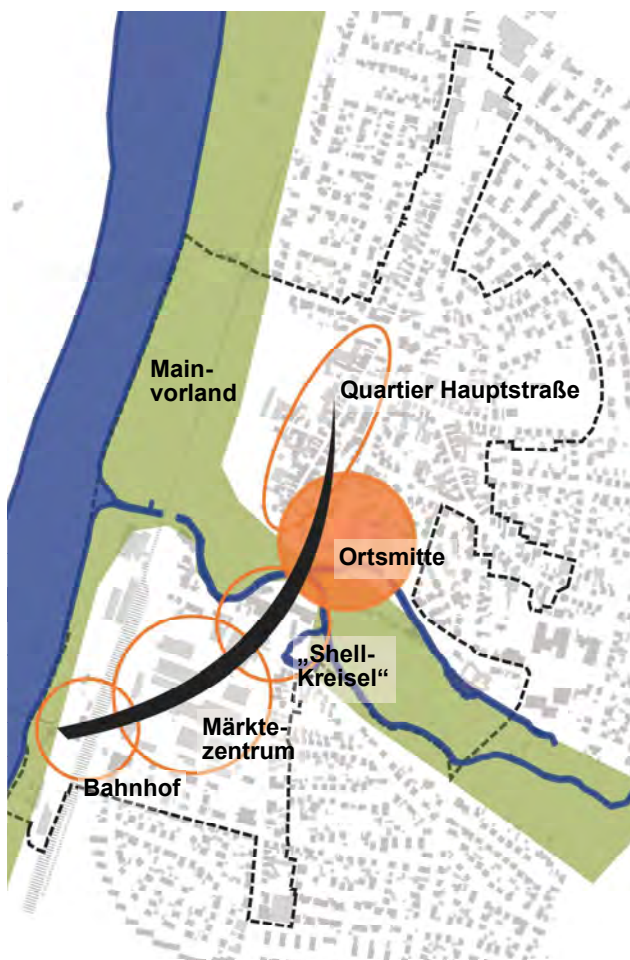 Main-
vorland
Quartier Hauptstraße
Ortsmitte
„Shell-
Kreisel“
Märkte-
zentrum
Bahnhof